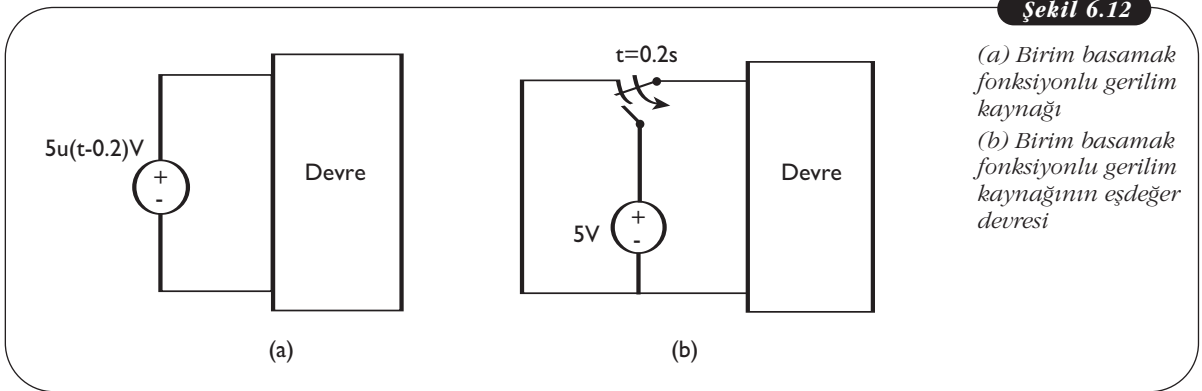 Şekil 6.12
(a) Birim basamak
fonksiyonlu gerilim
kaynağı
(b) Birim basamak
fonksiyonlu gerilim
kaynağının eşdeğer
devresi
5u(t-0.2)V
+
-
Devre
(a)
t=0.2s
5V
+
-
Devre
(b)